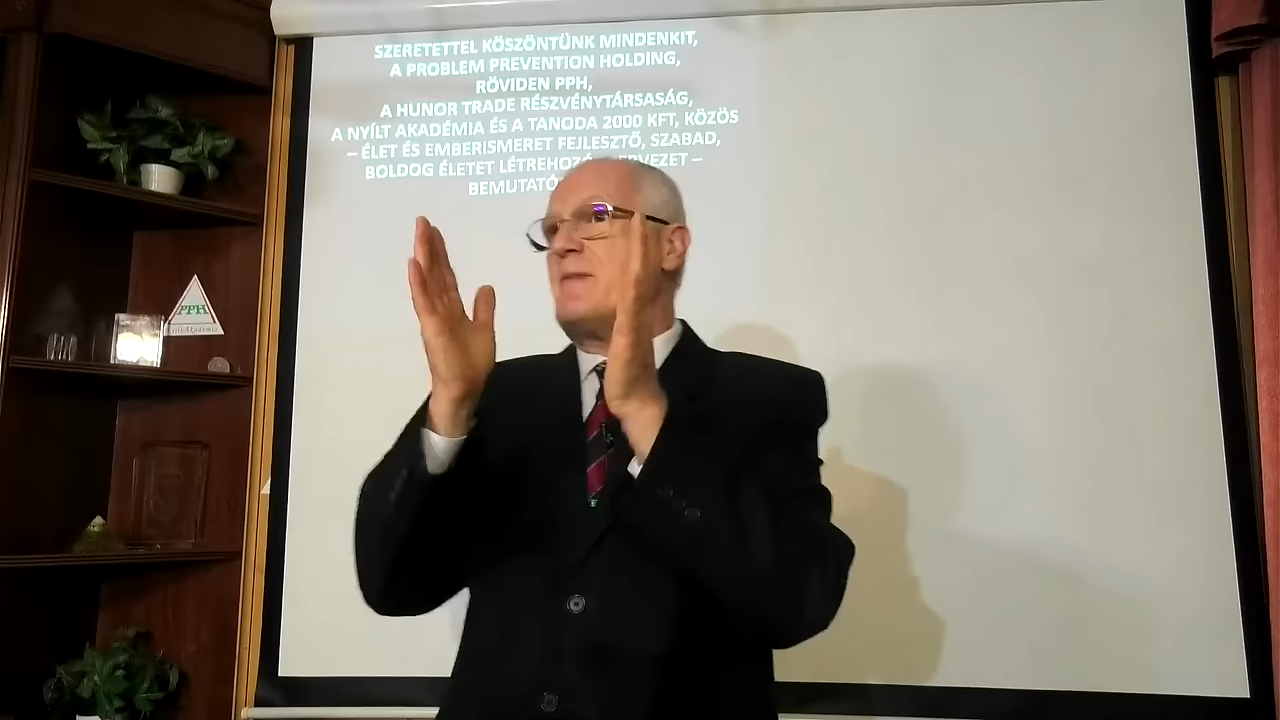 SZERETETTEL KÖSZÖNTÜNK MINDENKIT,
A PROBLEM PREVENTION HOLDING,
RÖVIDEN PPH,
A HUNOR TRADE RÉSZVÉNYTÁRSASÁG,
A NYÍLT AKADÉMIA ÉS A TANODA 2000 KFT, KÖZÖS
– ÉLET ÉS EMBERISMERET FEJLESZTŐ, SZABAD,
BOLDOG ÉLETET –
PPH